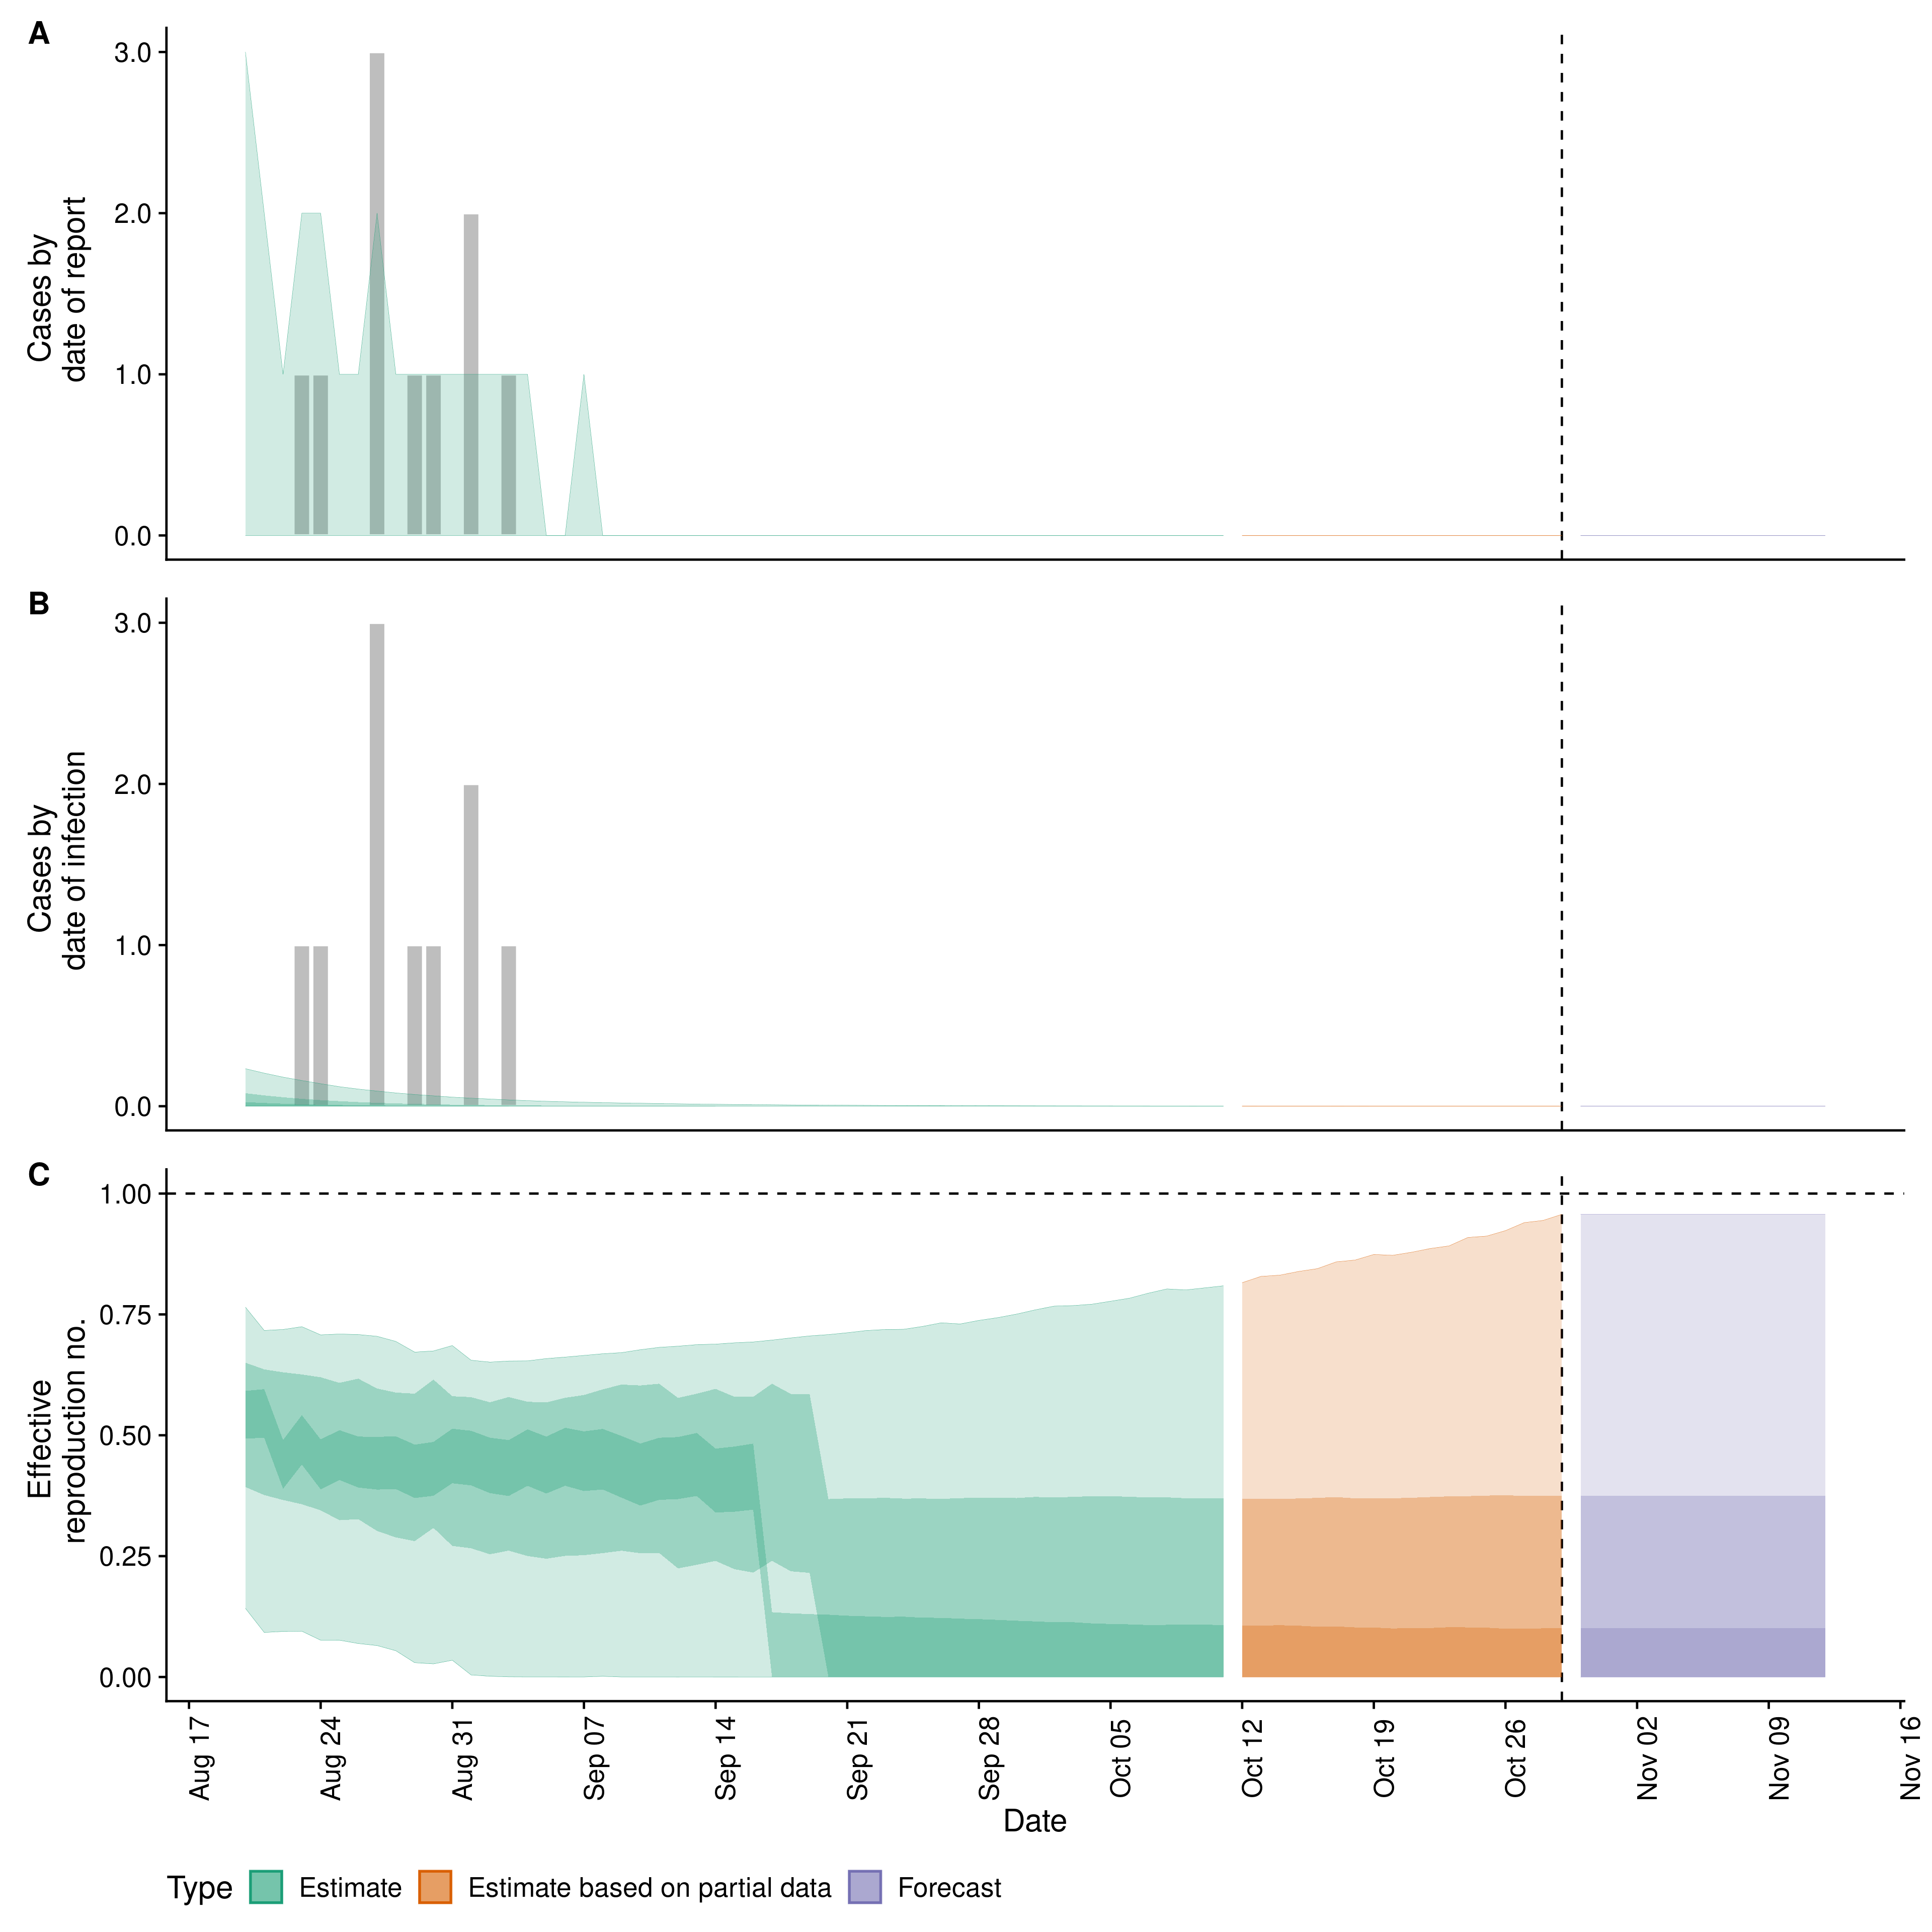 A
3.0
2.0
1.0
0.0
Cases by
date of report
B
3.0
2.0
1.0
0.0
Cases by
date of infection
C
1.00
0.75
0.50
0.25
0.00
Effective
reproduction no.
Aug 17
Aug 24
Aug 31
Sep 07
Sep 14
Sep 21
Sep 28
Oct 05
Oct 12
Oct 19
Oct 26
Nov 02
Nov 09
Nov 16
Date
Type Estimate Estimate based on partial data Forecast